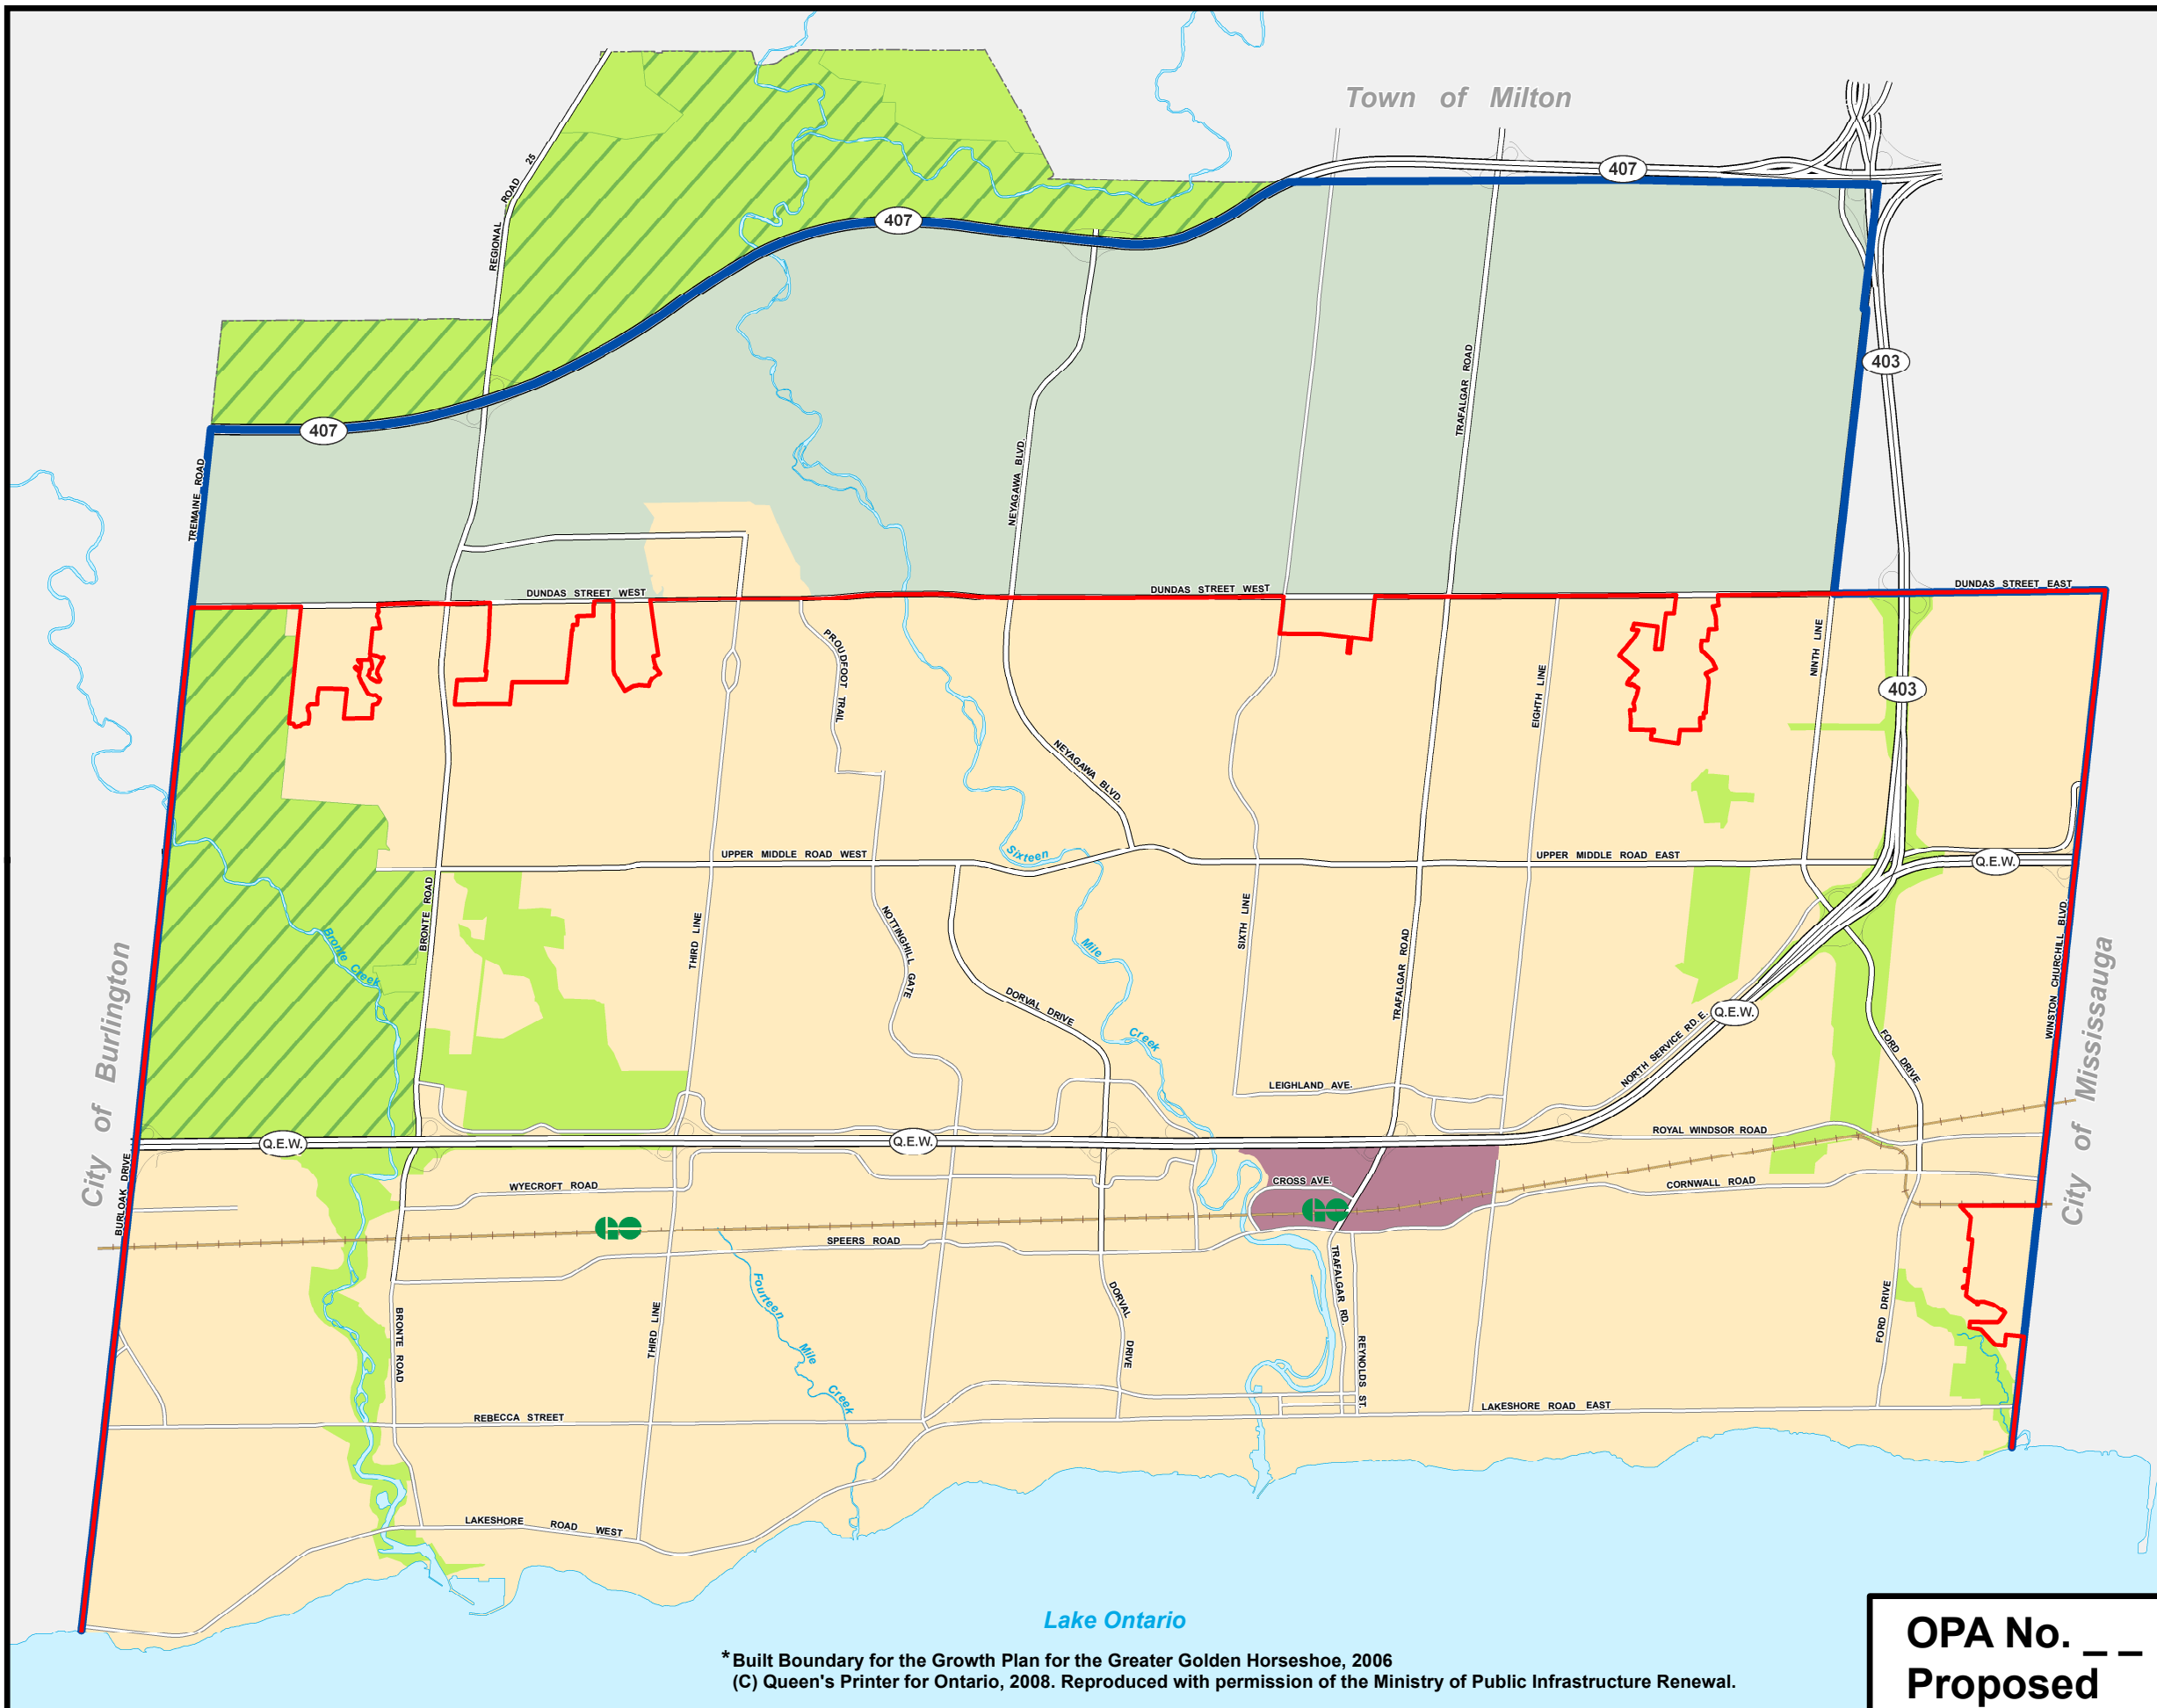 Town of Milton
407
407
407
403
403
REGIONAL ROAD 25
TREMAINE ROAD
NEYAGAWA BLVD.
TRAFALGAR ROAD
DUNDAS STREET WEST
DUNDAS STREET WEST
DUNDAS STREET EAST
PROUDFOOT TRAIL
NEYAGAWA BLVD.
EIGHTH LINE
NINTH LINE
UPPER MIDDLE ROAD WEST
Sixteen
UPPER MIDDLE ROAD EAST
Q.E.W.
BRONTE ROAD
THIRD LINE
NOTTINGHILL GATE
SIXTH LINE
TRAFALGAR ROAD
WINSTON CHURCHILL BLVD.
City of Burlington
Bronte Creek
Mile
DORVAL DRIVE
Creek
Q.E.W.
NORTH SERVICE RD. E.
FORD DRIVE
City of Mississauga
LEIGHLAND AVE.
Q.E.W.
Q.E.W.
ROYAL WINDSOR ROAD
BURLOAK DRIVE
WYECROFT ROAD
CROSS AVE.
CORNWALL ROAD
GO
GO
SPEERS ROAD
Fourteen
Mile
Creek
BRONTE ROAD
THIRD LINE
DORVAL DRIVE
TRAFALGAR RD.
REYNOLDS ST.
FORD DRIVE
REBECCA STREET
LAKESHORE ROAD EAST
LAKESHORE ROAD WEST
Lake Ontario
* Built Boundary for the Growth Plan for the Greater Golden Horseshoe, 2006
(C) Queen's Printer for Ontario, 2008. Reproduced with permission of the Ministry of Public Infrastructure Renewal.
OPA No. _ _
Proposed